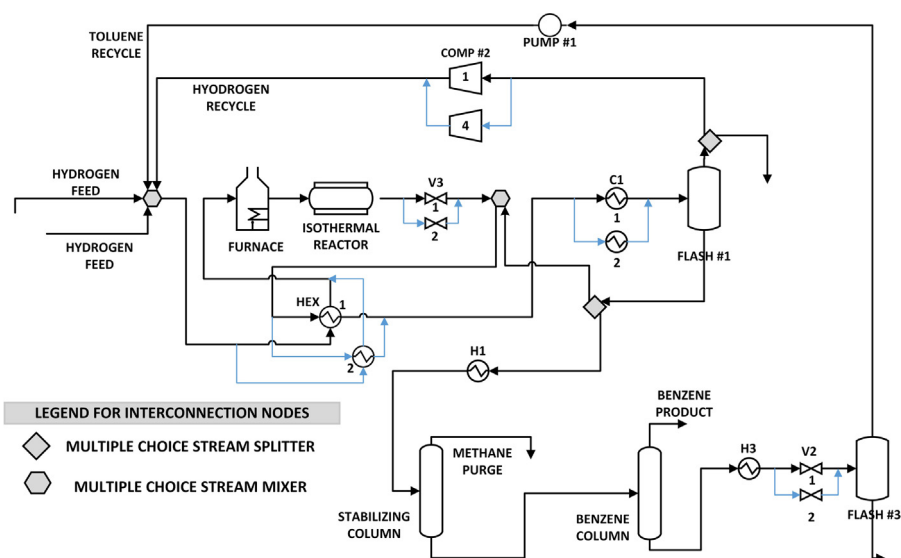 TOLUENE
RECYCLE
PUMP #1
COMP #2
1
HYODROGEN
RECYCLE
4
HYDROGEN
FEED
HYDROGEN
FEED
FURNACE
ISOTHERMAL
REACTOR
V3
1
2
C1
1
2
FLASH #1
HEX
1
2
H1
LEGEND FOR INTERCONNECTION NODES
MULTIPLE CHOICE STREAM SPLITTER
MULTIPLE CHOICE STREAM MIXER
METHANE
PURGE
STABILIZING
COLUMN
BENZENE
PRODUCT
BENZENE
COLUMN
H3
V2
1
2
FLASH #3